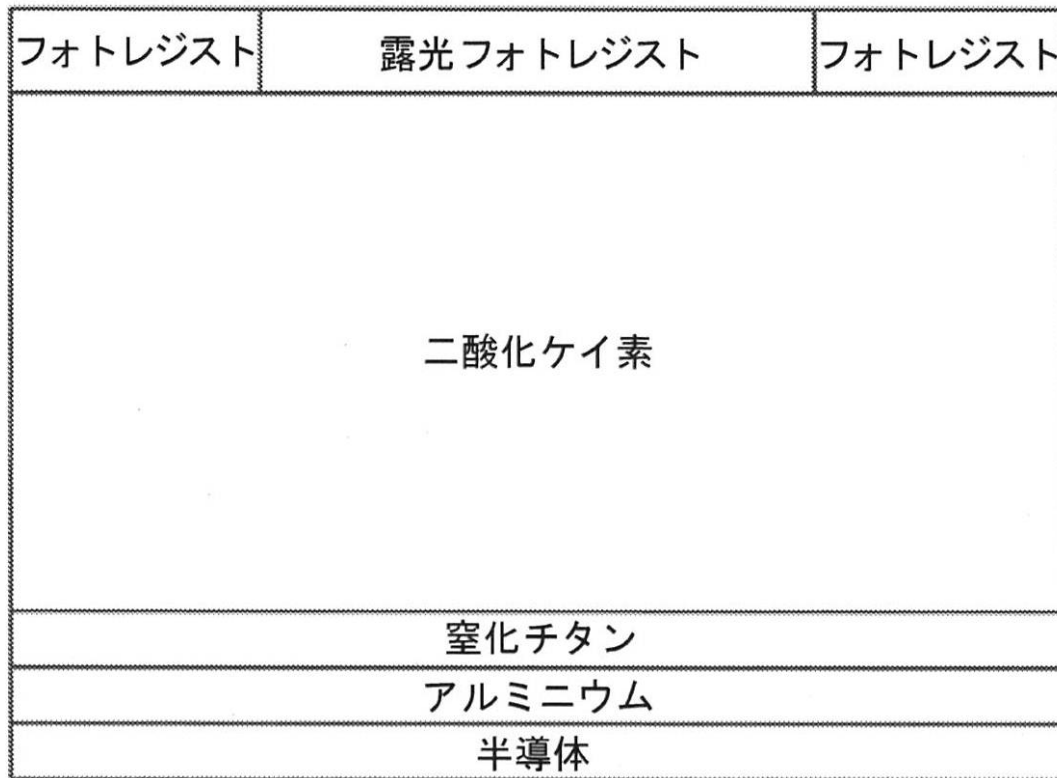 フォトレジスト 露光フォトレジスト フォトレジスト
二酸化ケイ素
窒化チタン
アルミニウム
半導体